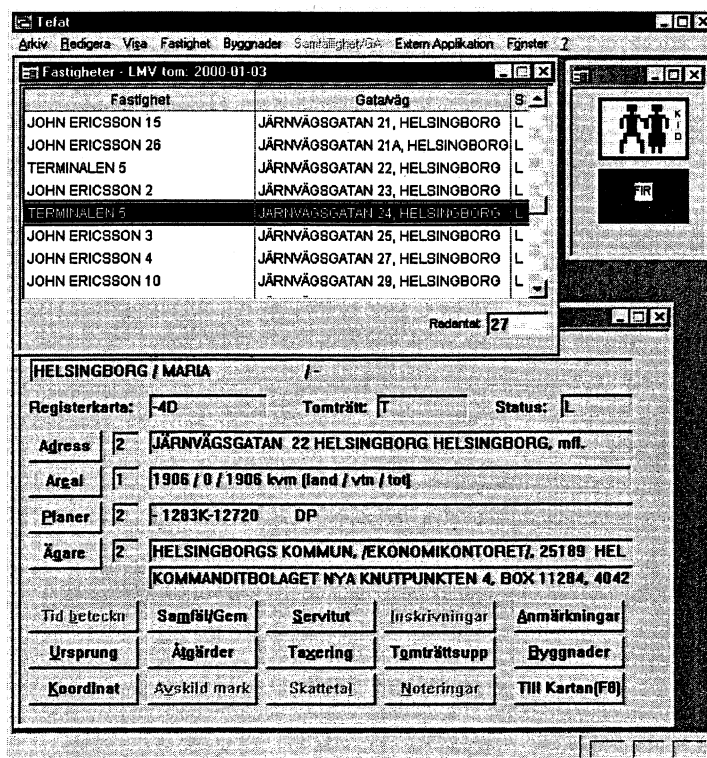 Tefat
Arkiv Redigera Visa Fastighet Byggnader Samfällighet/GA Extern Applikation Fönster ?
Fastigheter - LMV tom: 2000-01-03
Fastighet Gata/väg S
JOHN ERICSSON 15 JÄRNVÄGSGATAN 21, HELSINGBORG L
JOHN ERICSSON 26 JÄRNVÄGSGATAN 21A, HELSINGBORG L
TERMINALEN 5 JÄRNVÄGSGATAN 22, HELSINGBORG L
JOHN ERICSSON 2 JÄRNVÄGSGATAN 23, HELSINGBORG L
TERMINALEN 5 JÄRNVÄGSGATAN 24, HELSINGBORG L
JOHN ERICSSON 3 JÄRNVÄGSGATAN 25, HELSINGBORG L
JOHN ERICSSON 4 JÄRNVÄGSGATAN 27, HELSINGBORG L
JOHN ERICSSON 10 JÄRNVÄGSGATAN 29, HELSINGBORG L
Radantal: 27
KID
FIR
HELSINGBORG / MARIA / -
Registerkarta: -4D Tomträtt: T Status: L
Adress 2 JÄRNVÄGSGATAN 22 HELSINGBORG HELSINGBORG, mfl.
Areal 1 1906 / 0 / 1906 kvm (land / vtn / tot)
Planer 2 - 1283K-12720 DP
Ägare 2 HELSINGBORGS KOMMUN, /EKONOMIKONTORET/, 25189 HEL
KOMMANDITBOLAGET NYA KNUTPUNKTEN 4, BOX 11284, 4042
Tid beteckn Samfäl/Gem Servitut Inskrivningar Anmärkningar
Ursprung Åtgärder Taxering Tomträttsupp Byggnader
Koordinat Avskild mark Skattetal Noteringar Till Kartan(F8)